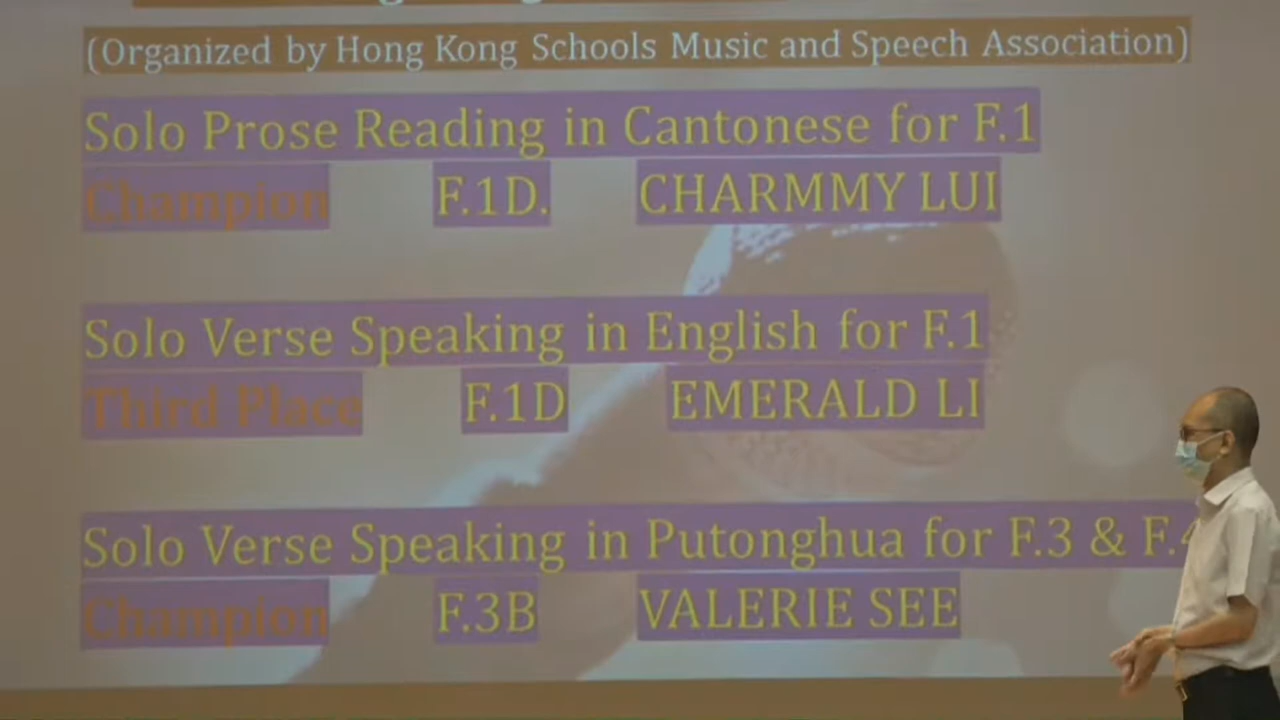 (Organized by Hong Kong Schools Music and Speech Association)
Solo Prose Reading in Cantonese for F.1
Champion F.1D. CHARMMY LUI
Solo Verse Speaking in English for F.1
Third Place F.1D EMERALD LI
Solo Verse Speaking in Putonghua for F.3 & F.4
Champion F.3B VALERIE SEE